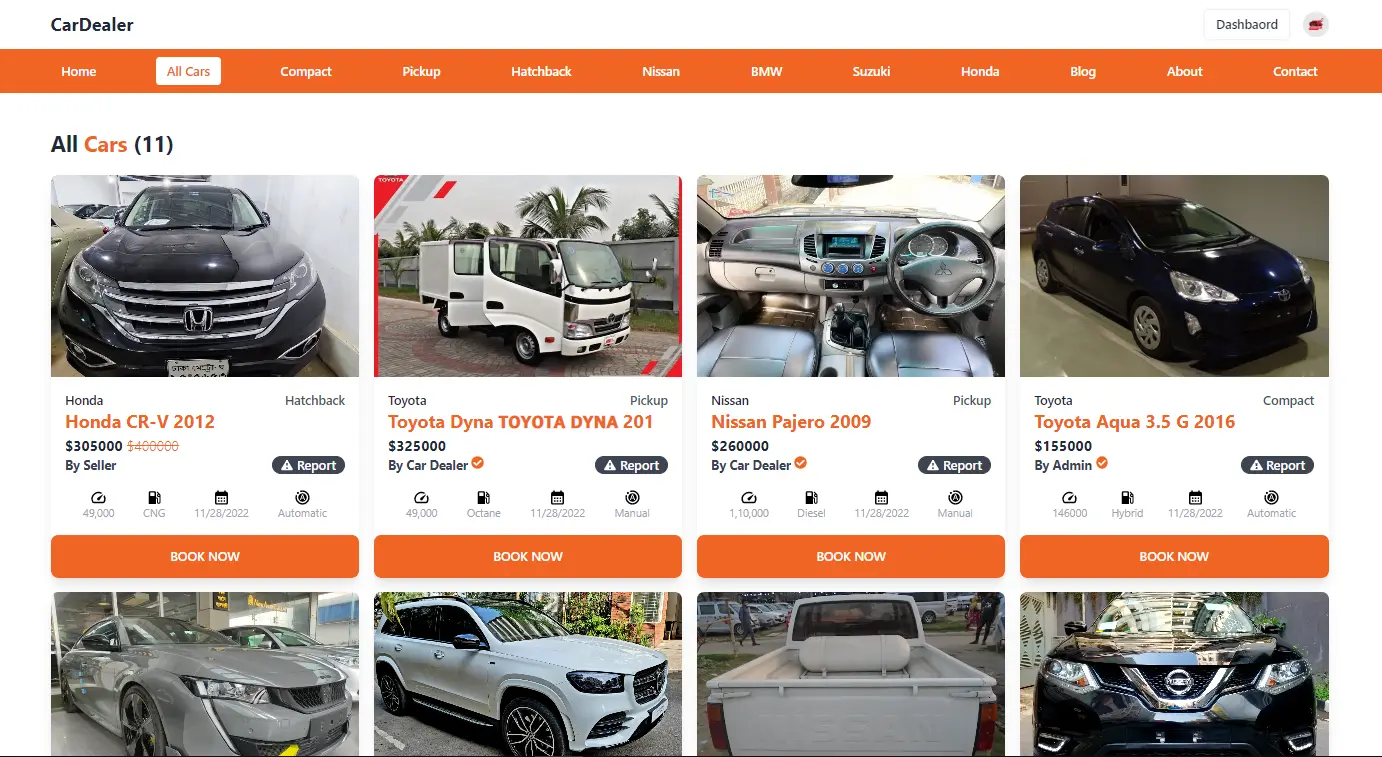 CarDealer
Dashbaord
Home All Cars Compact Pickup Hatchback Nissan BMW Suzuki Honda Blog About Contact
All Cars (11)
TOYOTA
Honda Hatchback
Honda CR-V 2012
$305000 $400000
By Seller Report
49,000 CNG 11/28/2022 Automatic
BOOK NOW
Toyota Pickup
Toyota Dyna TOYOTA DYNA 201
$325000
By Car Dealer Report
49,000 Octane 11/28/2022 Manual
BOOK NOW
Nissan Pickup
Nissan Pajero 2009
$260000
By Car Dealer Report
1,10,000 Diesel 11/28/2022 Manual
BOOK NOW
Toyota Compact
Toyota Aqua 3.5 G 2016
$155000
By Admin Report
146000 Hybrid 11/28/2022 Automatic
BOOK NOW
NISSAN
NISSAN